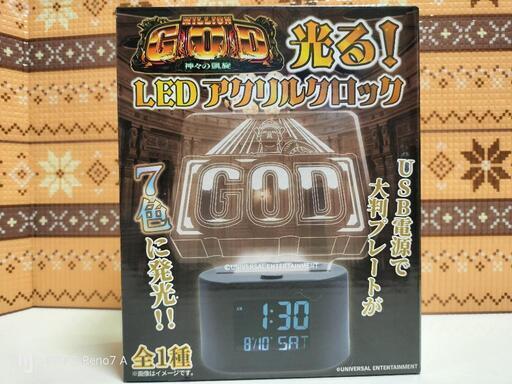 MILLION
GOD
神々の凱旋
光る!
LED アクリルクロック
GOD
7色に発光!!
USB電源で
大判プレートが
©UNIVERSAL ENTERTAINMENT
1:30
8/10 SAT
全1種
※画像はイメージです。
©UNIVERSAL ENTERTAINMENT
Reno7 A